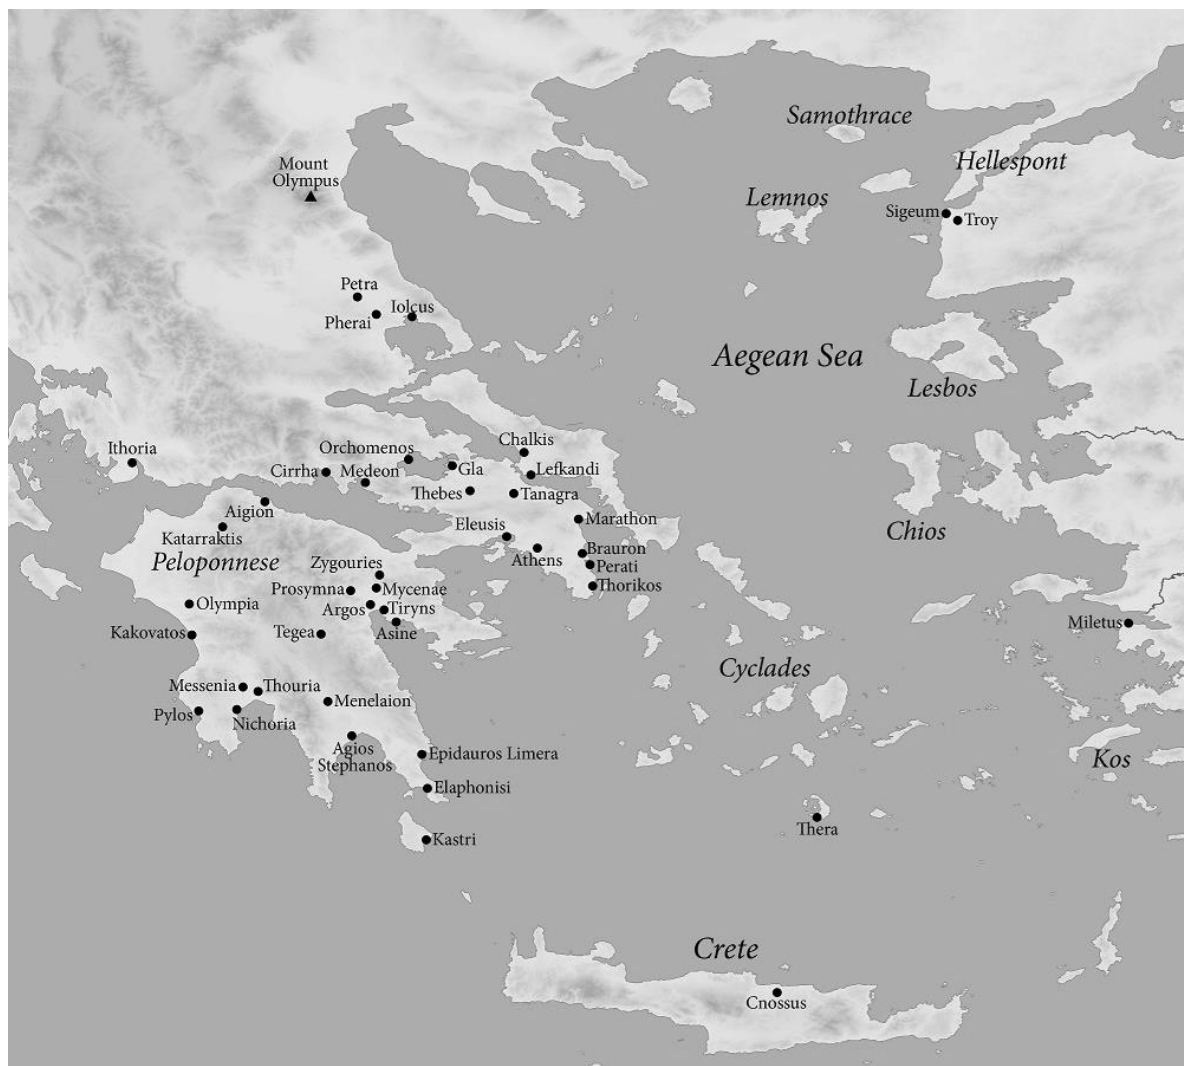 Samothrace
Hellespont
Mount
Olympus
Lemnos
Sigeum
Troy
Petra
Iolcus
Pherai
Aegean Sea
Lesbos
Chalkis
Ithoria
Orchomenos
Cirrha
Medeon
Gla
Lefkandi
Thebes
Tanagra
Aigion
Marathon
Eleusis
Chios
Katarraktis
Athens
Brauron
Peloponnese
Zygouries
Perati
Prosymna
Mycenae
Thorikos
Olympia
Argos
Tiryns
Kakovatos
Tegea
Asine
Miletus
Cyclades
Messenia
Thouria
Menelaion
Pylos
Nichoria
Agios
Stephanos
Epidauros Limera
Kos
Elaphonisi
Thera
Kastri
Crete
Cnossus